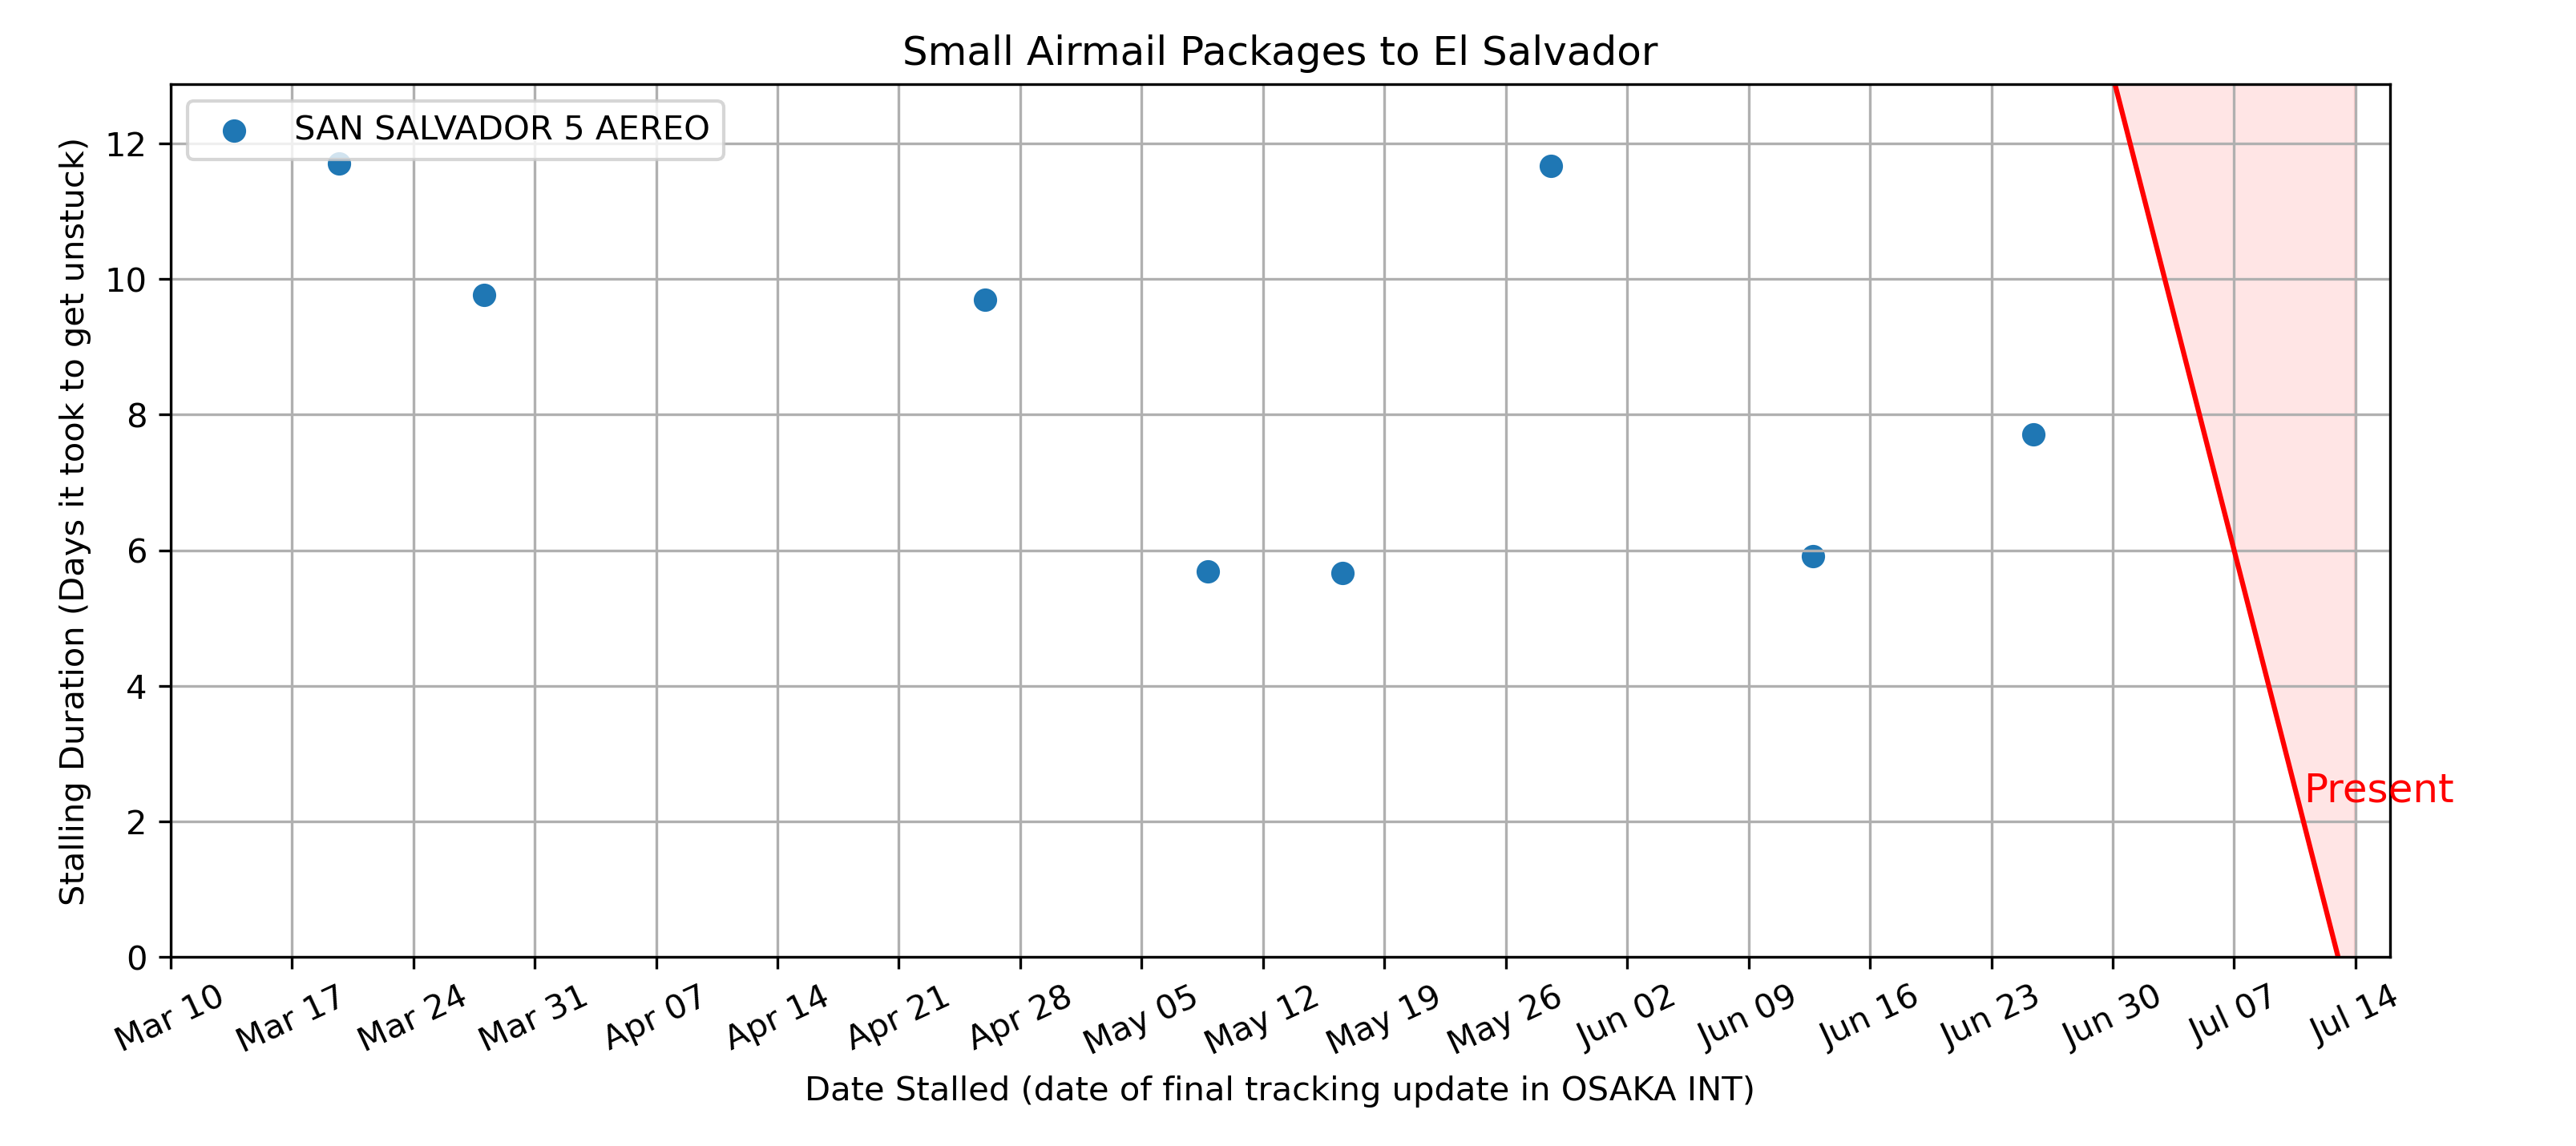 Small Airmail Packages to El Salvador
SAN SALVADOR 5 AEREO
Stalling Duration (Days it took to get unstuck)
12
10
8
6
4
2
0
Present
Mar 10
Mar 17
Mar 24
Mar 31
Apr 07
Apr 14
Apr 21
Apr 28
May 05
May 12
May 19
May 26
Jun 02
Jun 09
Jun 16
Jun 23
Jun 30
Jul 07
Jul 14
Date Stalled (date of final tracking update in OSAKA INT)